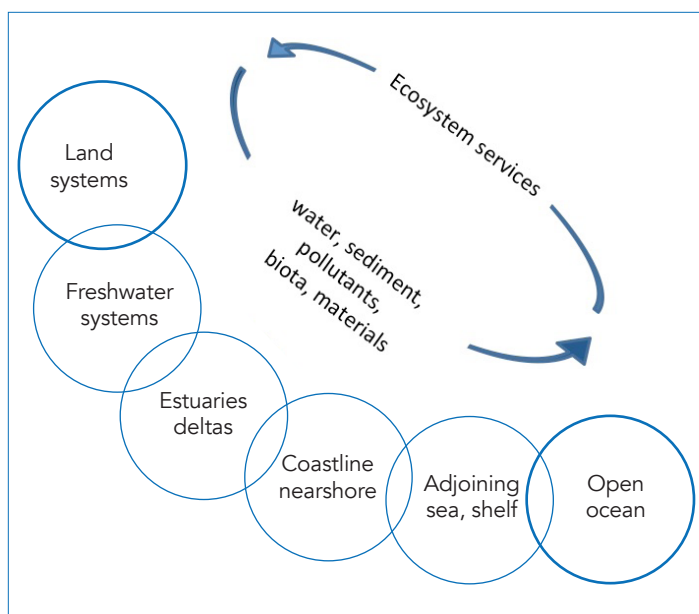 Ecosystem services
Land
systems
water, sediment,
pollutants,
biota, materials
Freshwater
systems
Estuaries
deltas
Coastline
nearshore
Adjoining
sea, shelf
Open
ocean